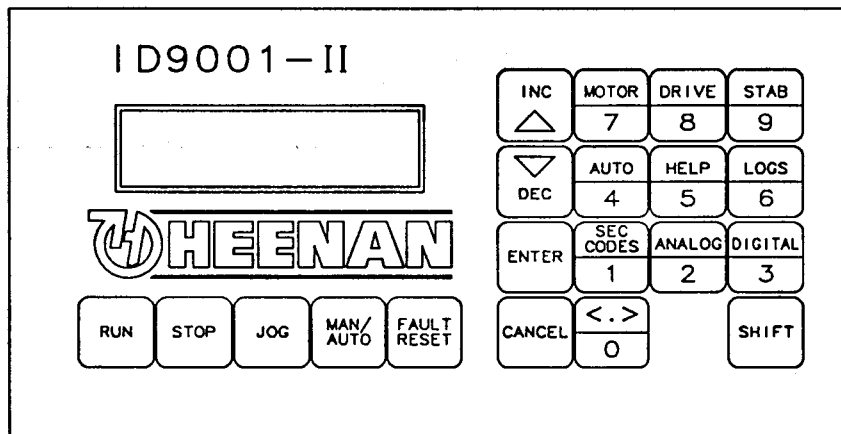 ID9001-II
HEENAN
RUN
STOP
JOG
MAN/
AUTO
FAULT
RESET
INC
MOTOR
7
DRIVE
8
STAB
9
DEC
AUTO
4
HELP
5
LOGS
6
ENTER
SEC
CODES
1
ANALOG
2
DIGITAL
3
CANCEL
<.>
0
SHIFT